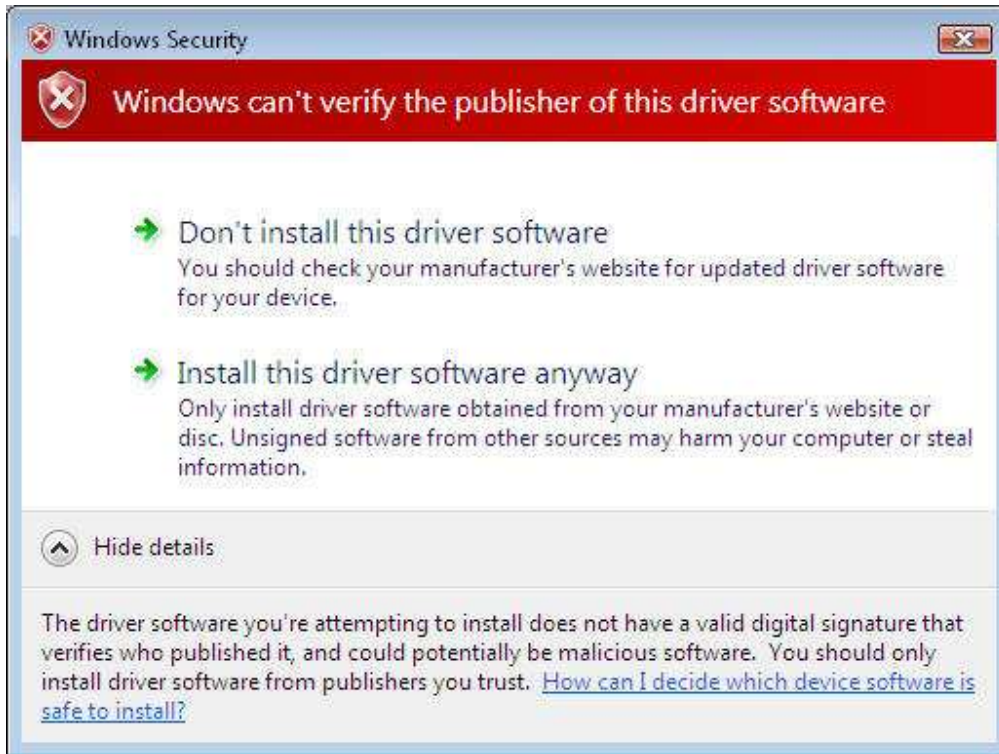 Windows Security
Windows can't verify the publisher of this driver software
Don't install this driver software
You should check your manufacturer's website for updated driver software
for your device.
Install this driver software anyway
Only install driver software obtained from your manufacturer's website or
disc. Unsigned software from other sources may harm your computer or steal
information.
Hide details
The driver software you're attempting to install does not have a valid digital signature that
verifies who published it, and could potentially be malicious software.  You should only
install driver software from publishers you trust.  How can I decide which device software is
safe to install?